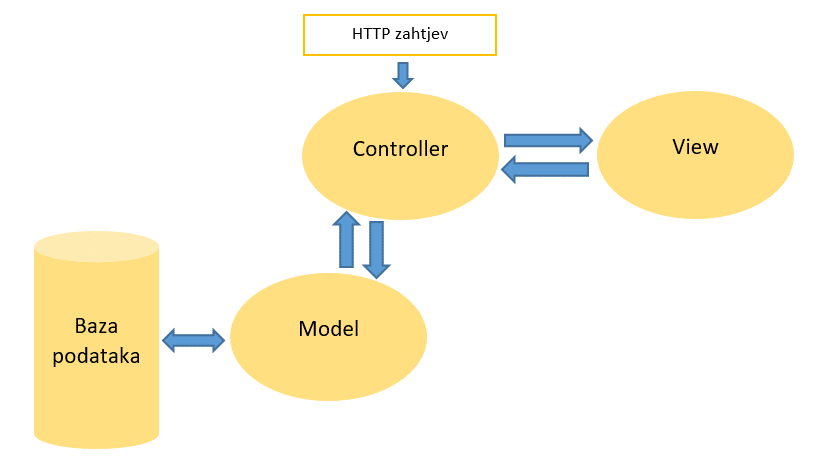 HTTP zahtjev
Controller
View
Model
Baza
podataka